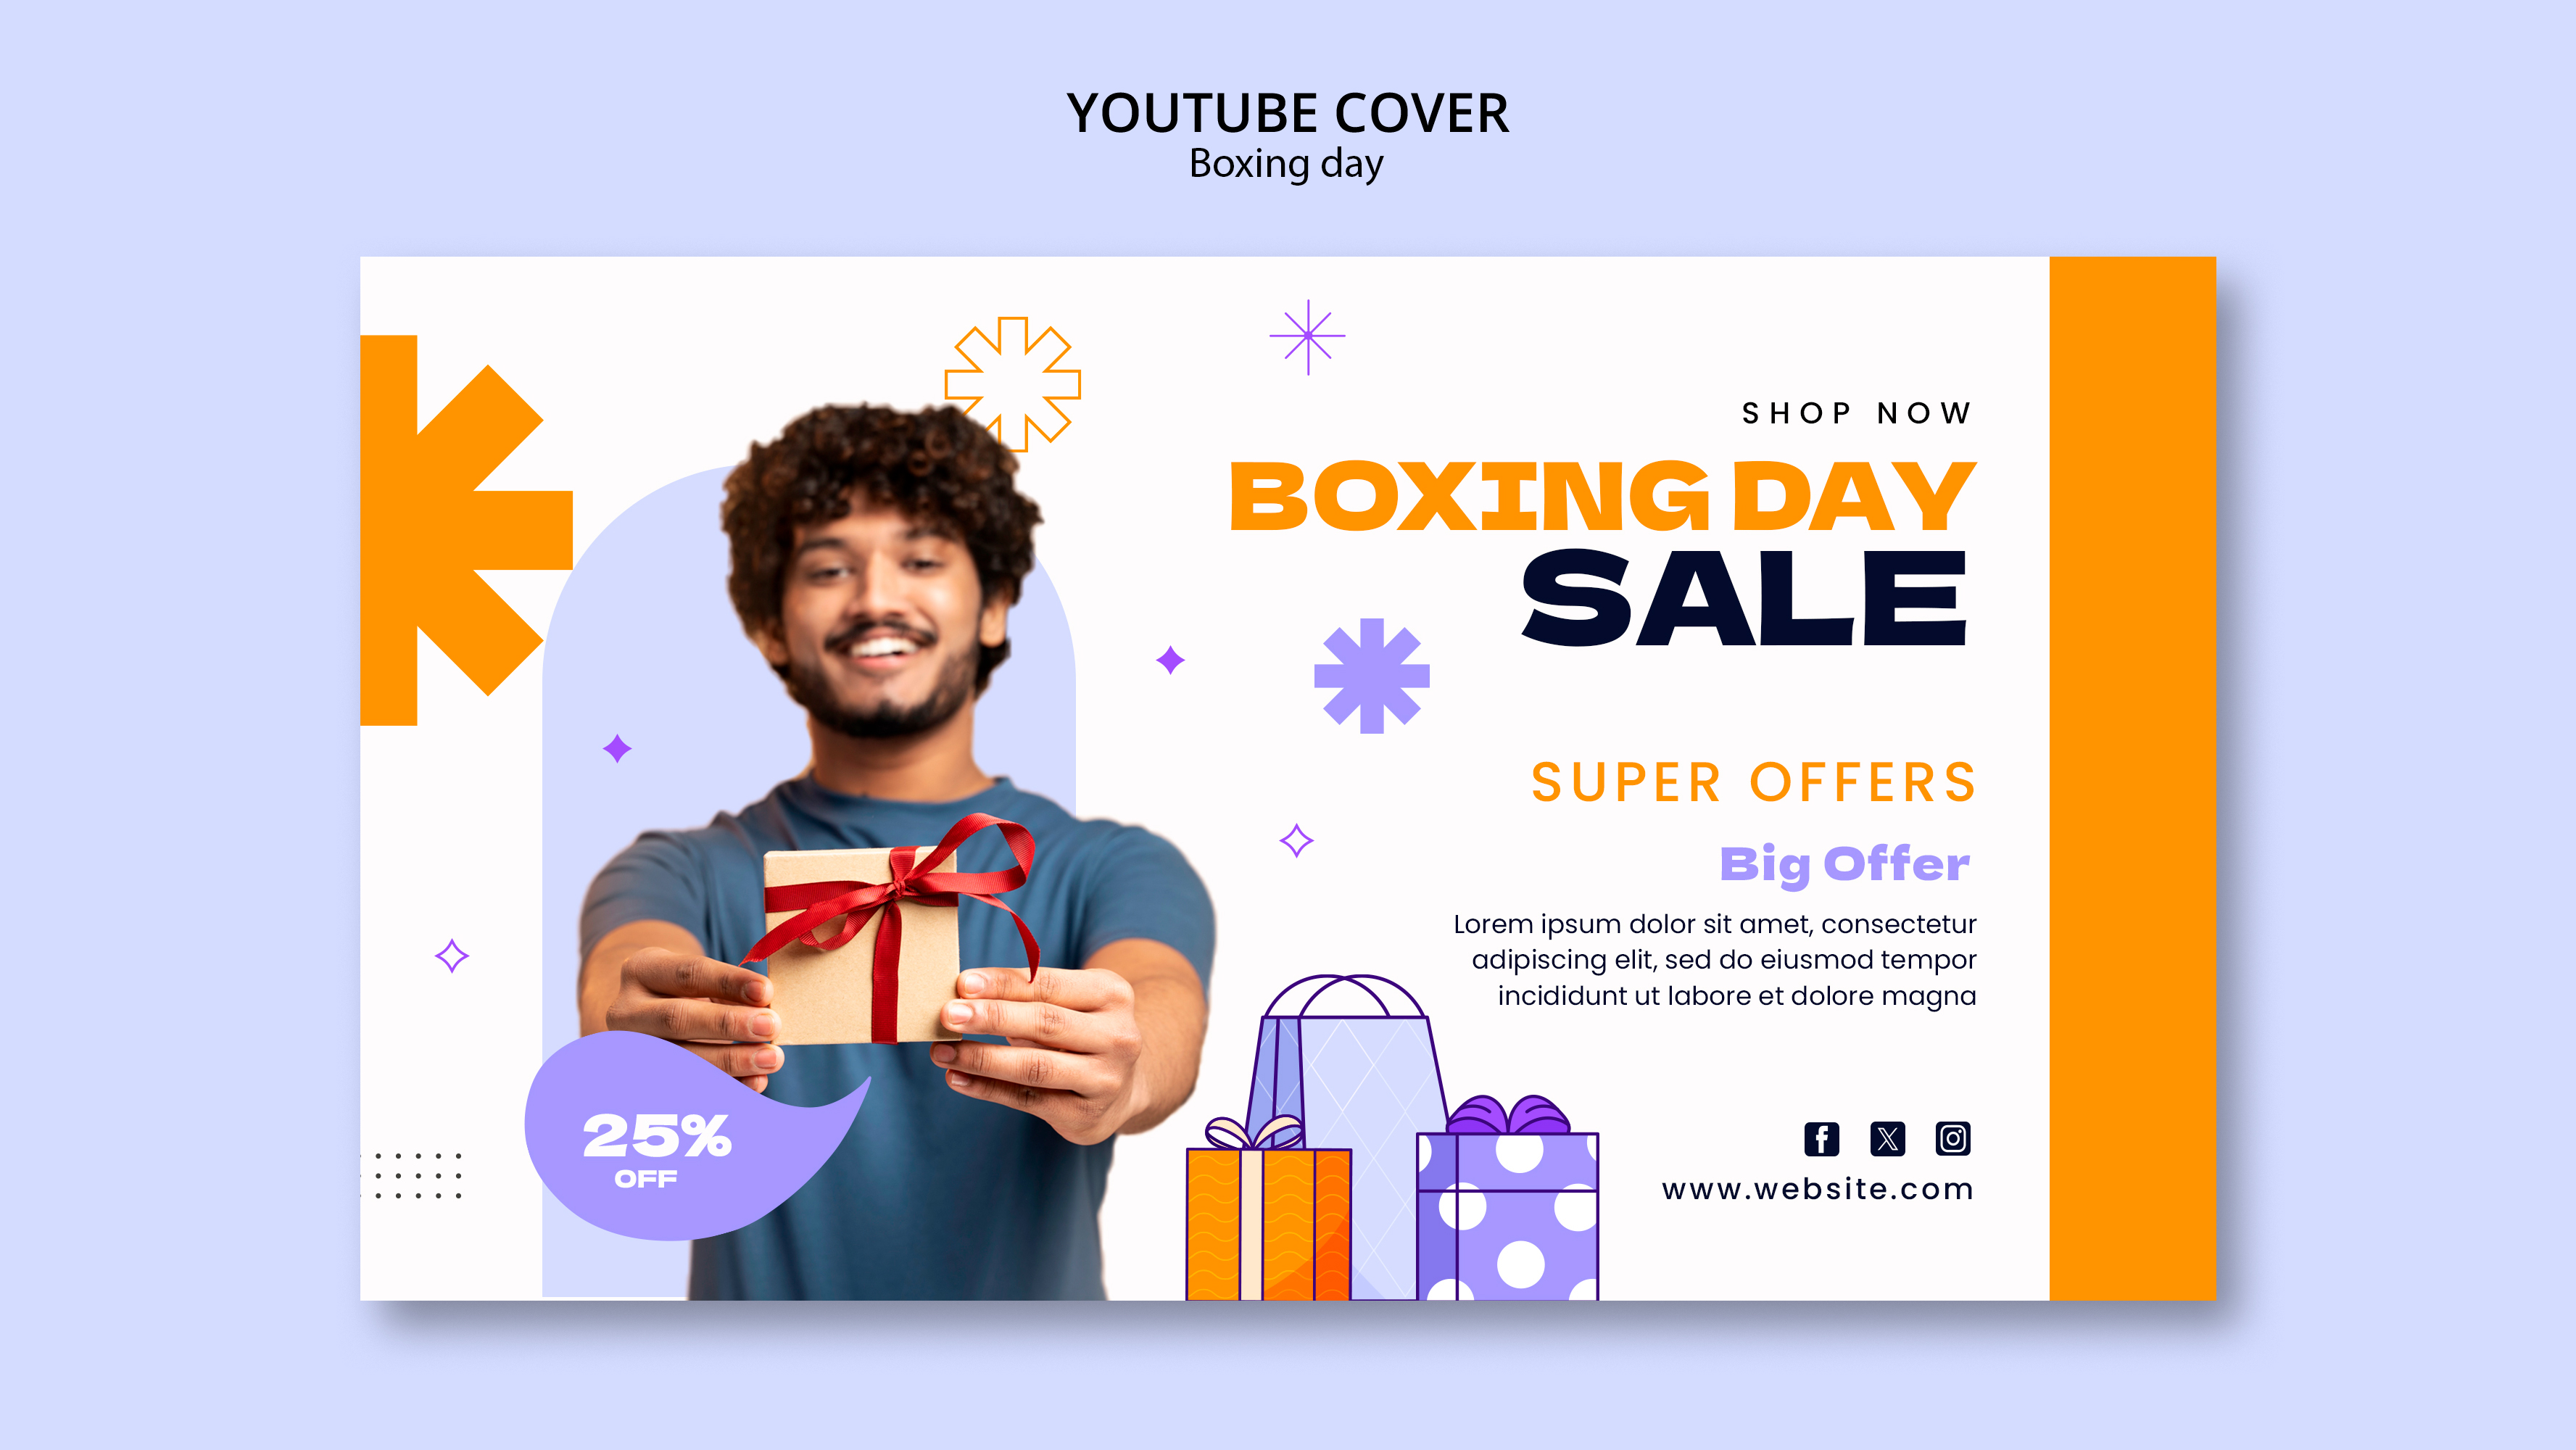 YOUTUBE COVER
Boxing day
SHOP NOW
BOXING DAY
SALE
SUPER OFFERS
Big Offer
Lorem ipsum dolor sit amet, consectetur
adipiscing elit, sed do eiusmod tempor
incididunt ut labore et dolore magna
25%
OFF
www.website.com